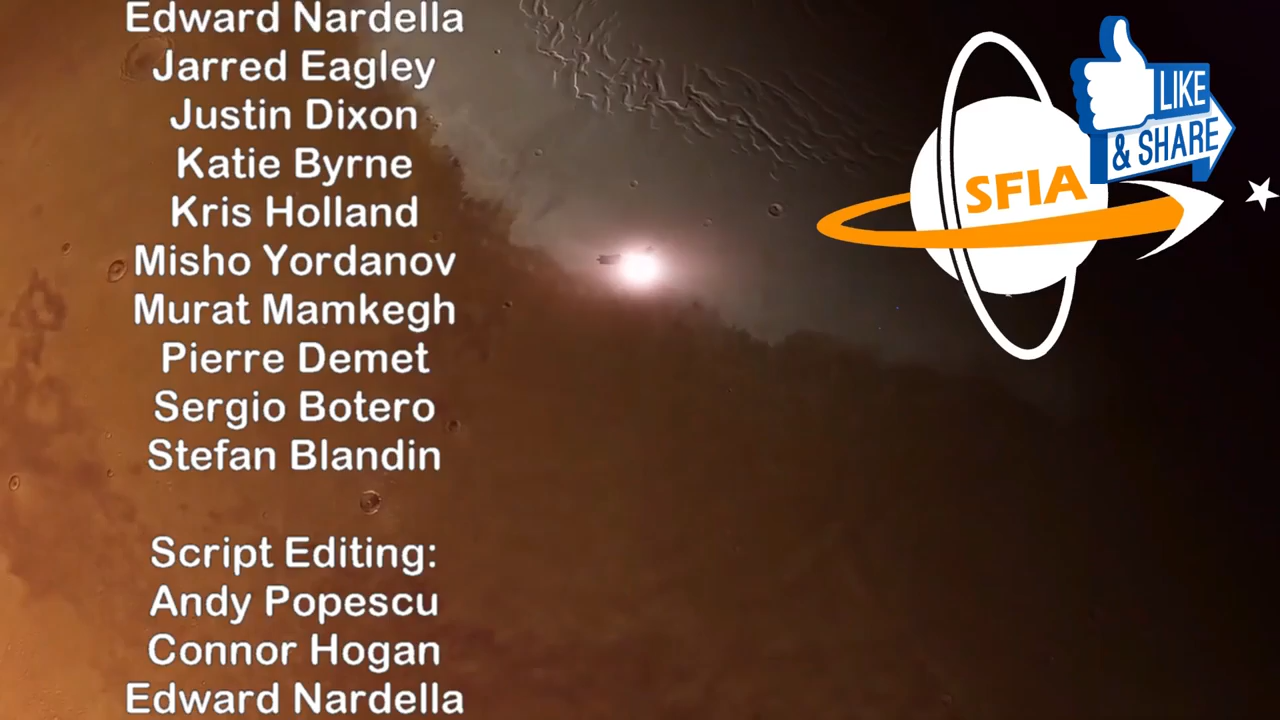 Edward Nardella
Jarred Eagley
Justin Dixon
Katie Byrne
Kris Holland
Misho Yordanov
Murat Mamkegh
Pierre Demet
Sergio Botero
Stefan Blandin
Script Editing:
Andy Popescu
Connor Hogan
Edward Nardella
LIKE
& SHARE
SFIA